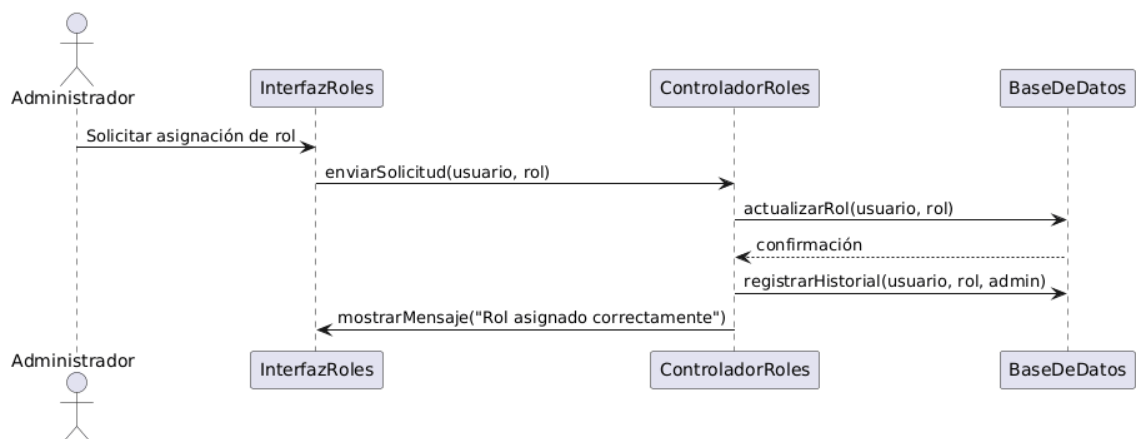 Administrador
InterfazRoles
ControladorRoles
BaseDeDatos
Solicitar asignación de rol
enviarSolicitud(usuario, rol)
actualizarRol(usuario, rol)
confirmación
registrarHistorial(usuario, rol, admin)
mostrarMensaje("Rol asignado correctamente")
Administrador
InterfazRoles
ControladorRoles
BaseDeDatos